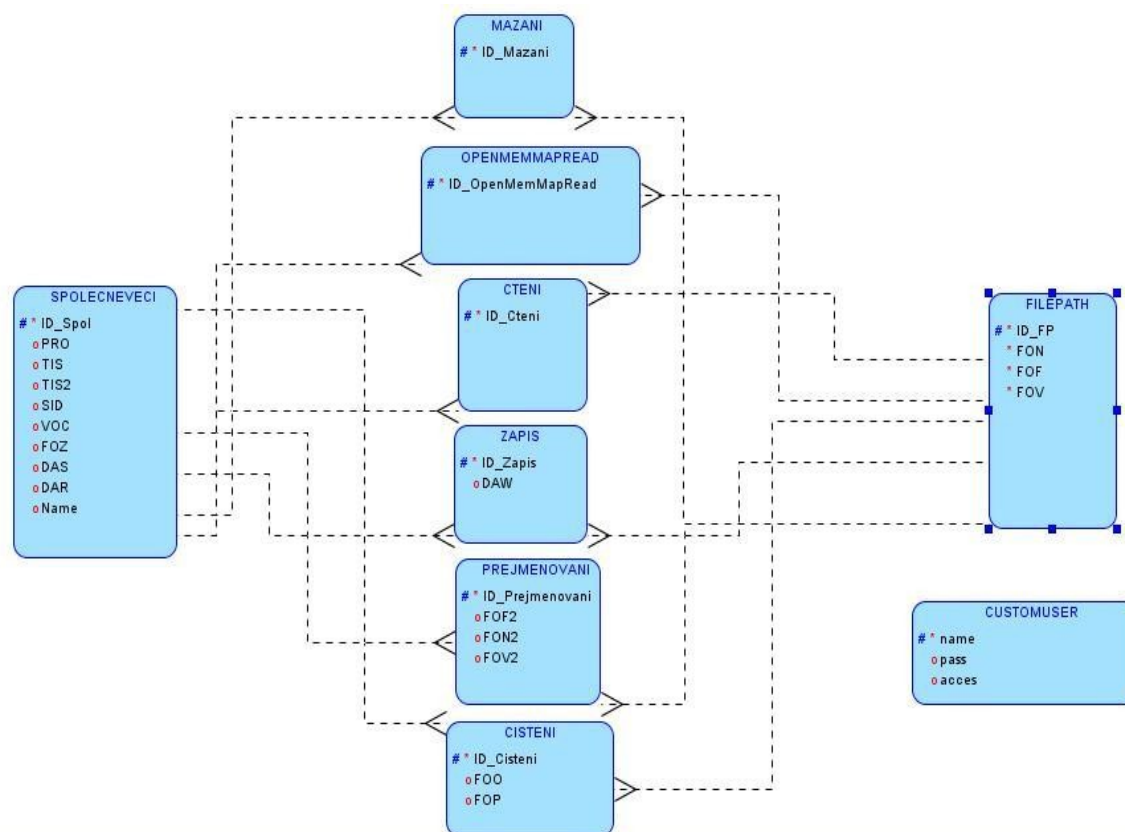 MAZANI
# * ID_Mazani
OPENMEMMAPREAD
# * ID_OpenMemMapRead
SPOLECNEVECI
# * ID_Spol
o PRO
o TIS
o TIS2
o SID
o VOC
o FOZ
o DAS
o DAR
o Name
CTENI
# * ID_Cteni
FILEPATH
# * ID_FP
* FON
* FOF
* FOV
ZAPIS
# * ID_Zapis
o DAW
PREJMENOVANI
# * ID_Prejmenovani
o FOF2
o FON2
o FOV2
CUSTOMUSER
# * name
o pass
o acces
CISTENI
# * ID_Cisteni
o FOO
o FOP